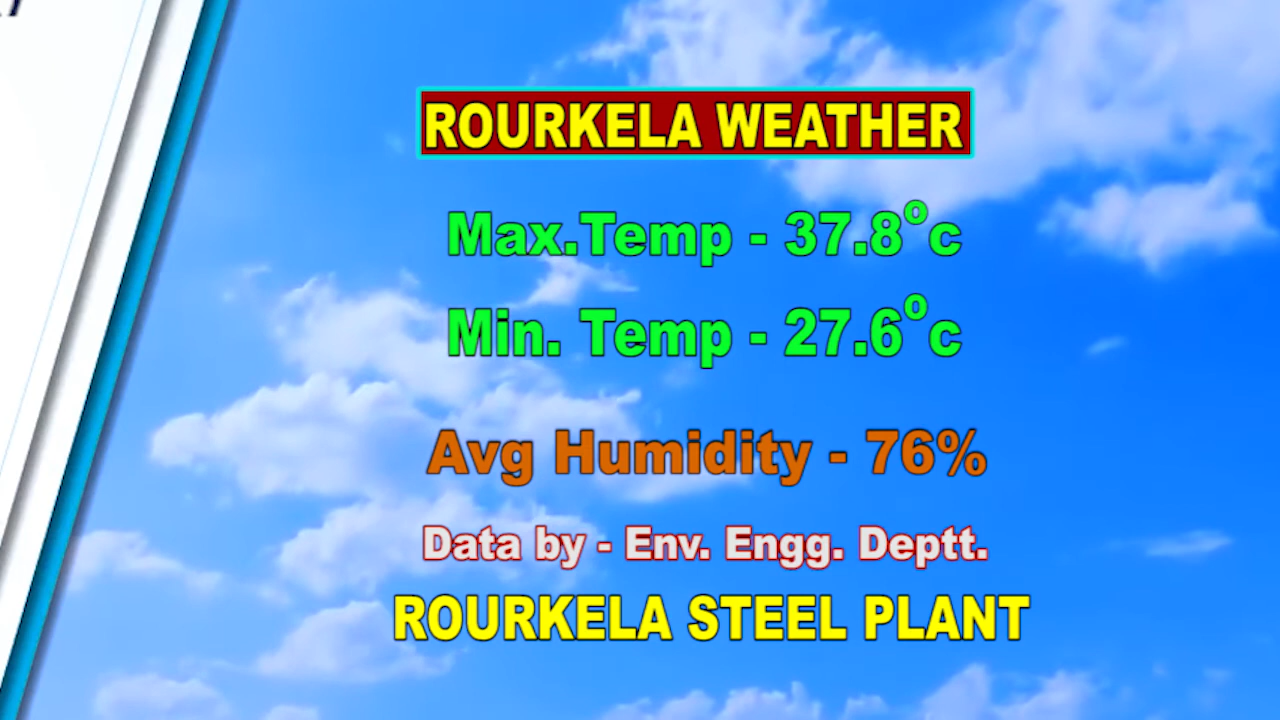 ROURKELA WEATHER
Max.Temp - 37.8°c
Min. Temp - 27.6°c
Avg Humidity - 76%
Data by - Env. Engg. Deptt.
ROURKELA STEEL PLANT